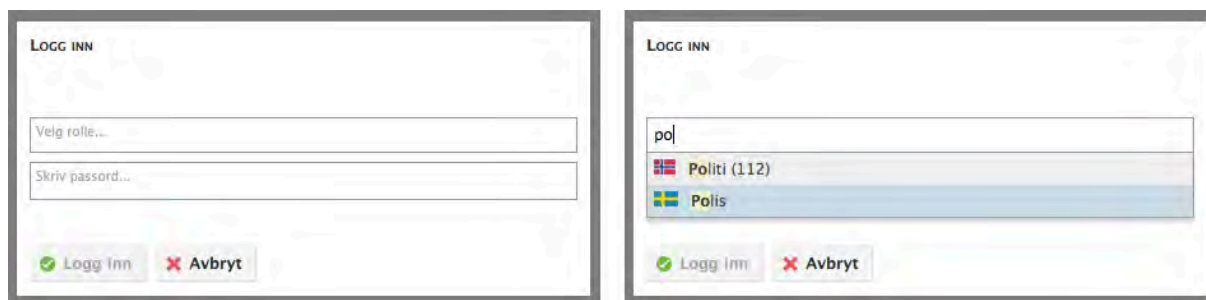 Logg inn
Velg rolle...
Skriv passord...
Logg inn Avbryt
Logg inn
po
Politi (112)
Polis
Logg inn Avbryt